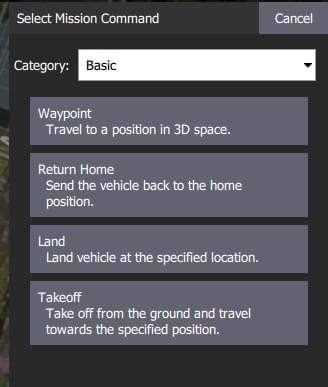 Select Mission Command
Cancel
Category:
Basic
Waypoint
Travel to a position in 3D space.
Return Home
Send the vehicle back to the home
position.
Land
Land vehicle at the specified location.
Takeoff
Take off from the ground and travel
towards the specified position.